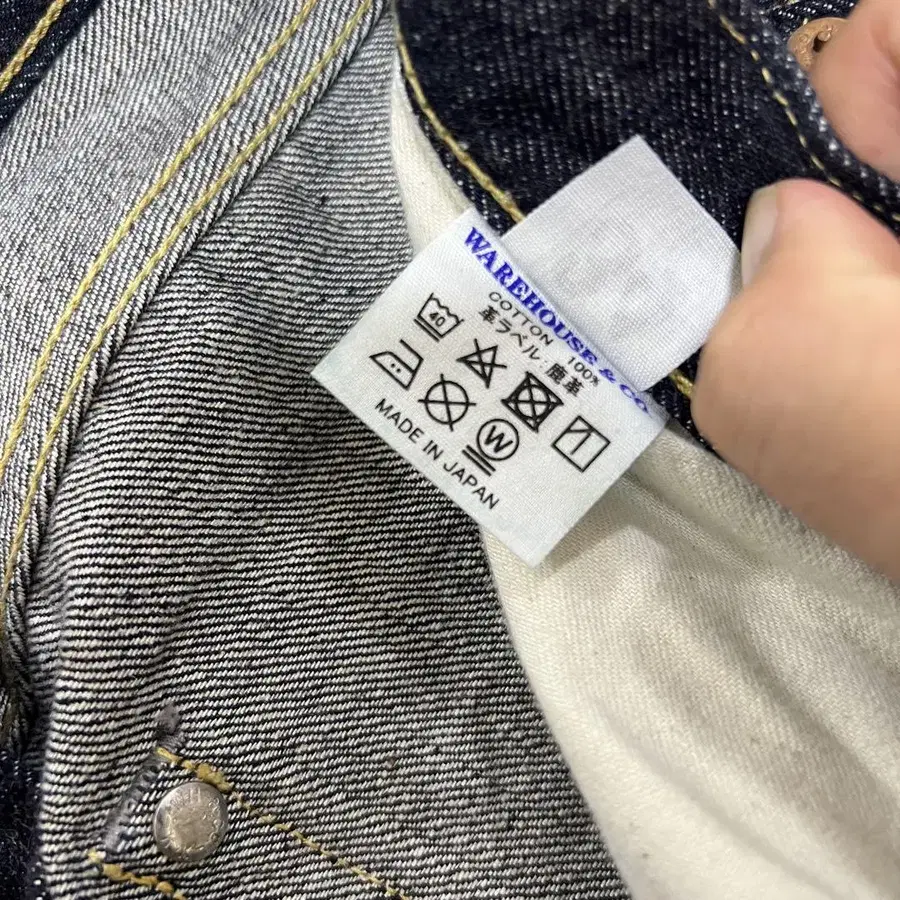 WAREHOUSE & CO
COTTON 100%
革ラベル:鹿革
40
W
MADE IN JAPAN